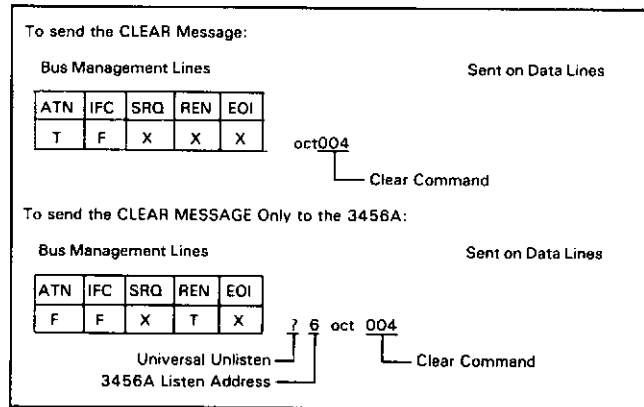 To send the CLEAR Message:
Bus Management Lines Sent on Data Lines
ATN IFC SRQ REN EOI
T F X X X
oct004
Clear Command
To send the CLEAR MESSAGE Only to the 3456A:
Bus Management Lines Sent on Data Lines
ATN IFC SRQ REN EOI
F F X T X
? 6 oct 004
Universal Unlisten Clear Command
3456A Listen Address